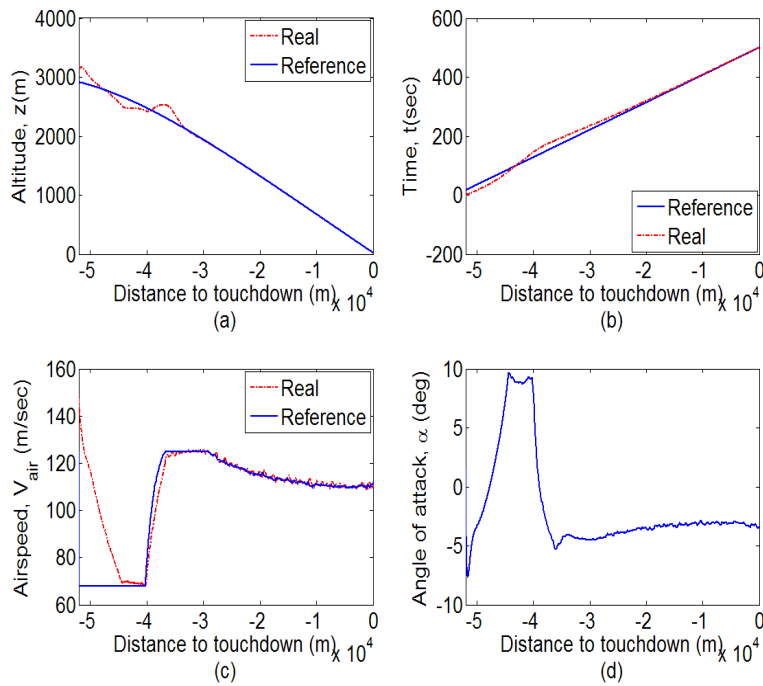 4000
3000
2000
1000
0
Altitude, z(m)
Real
Reference
-5 -4 -3 -2 -1 0
Distance to touchdown (m) x 10^4
(a)
600
400
200
0
-200
Time, t(sec)
Reference
Real
-5 -4 -3 -2 -1 0
Distance to touchdown (m) x 10^4
(b)
160
140
120
100
80
60
Airspeed, V_air (m/sec)
Real
Reference
-5 -4 -3 -2 -1 0
Distance to touchdown (m) x 10^4
(c)
10
5
0
-5
-10
Angle of attack, α (deg)
-5 -4 -3 -2 -1 0
Distance to touchdown (m) x 10^4
(d)